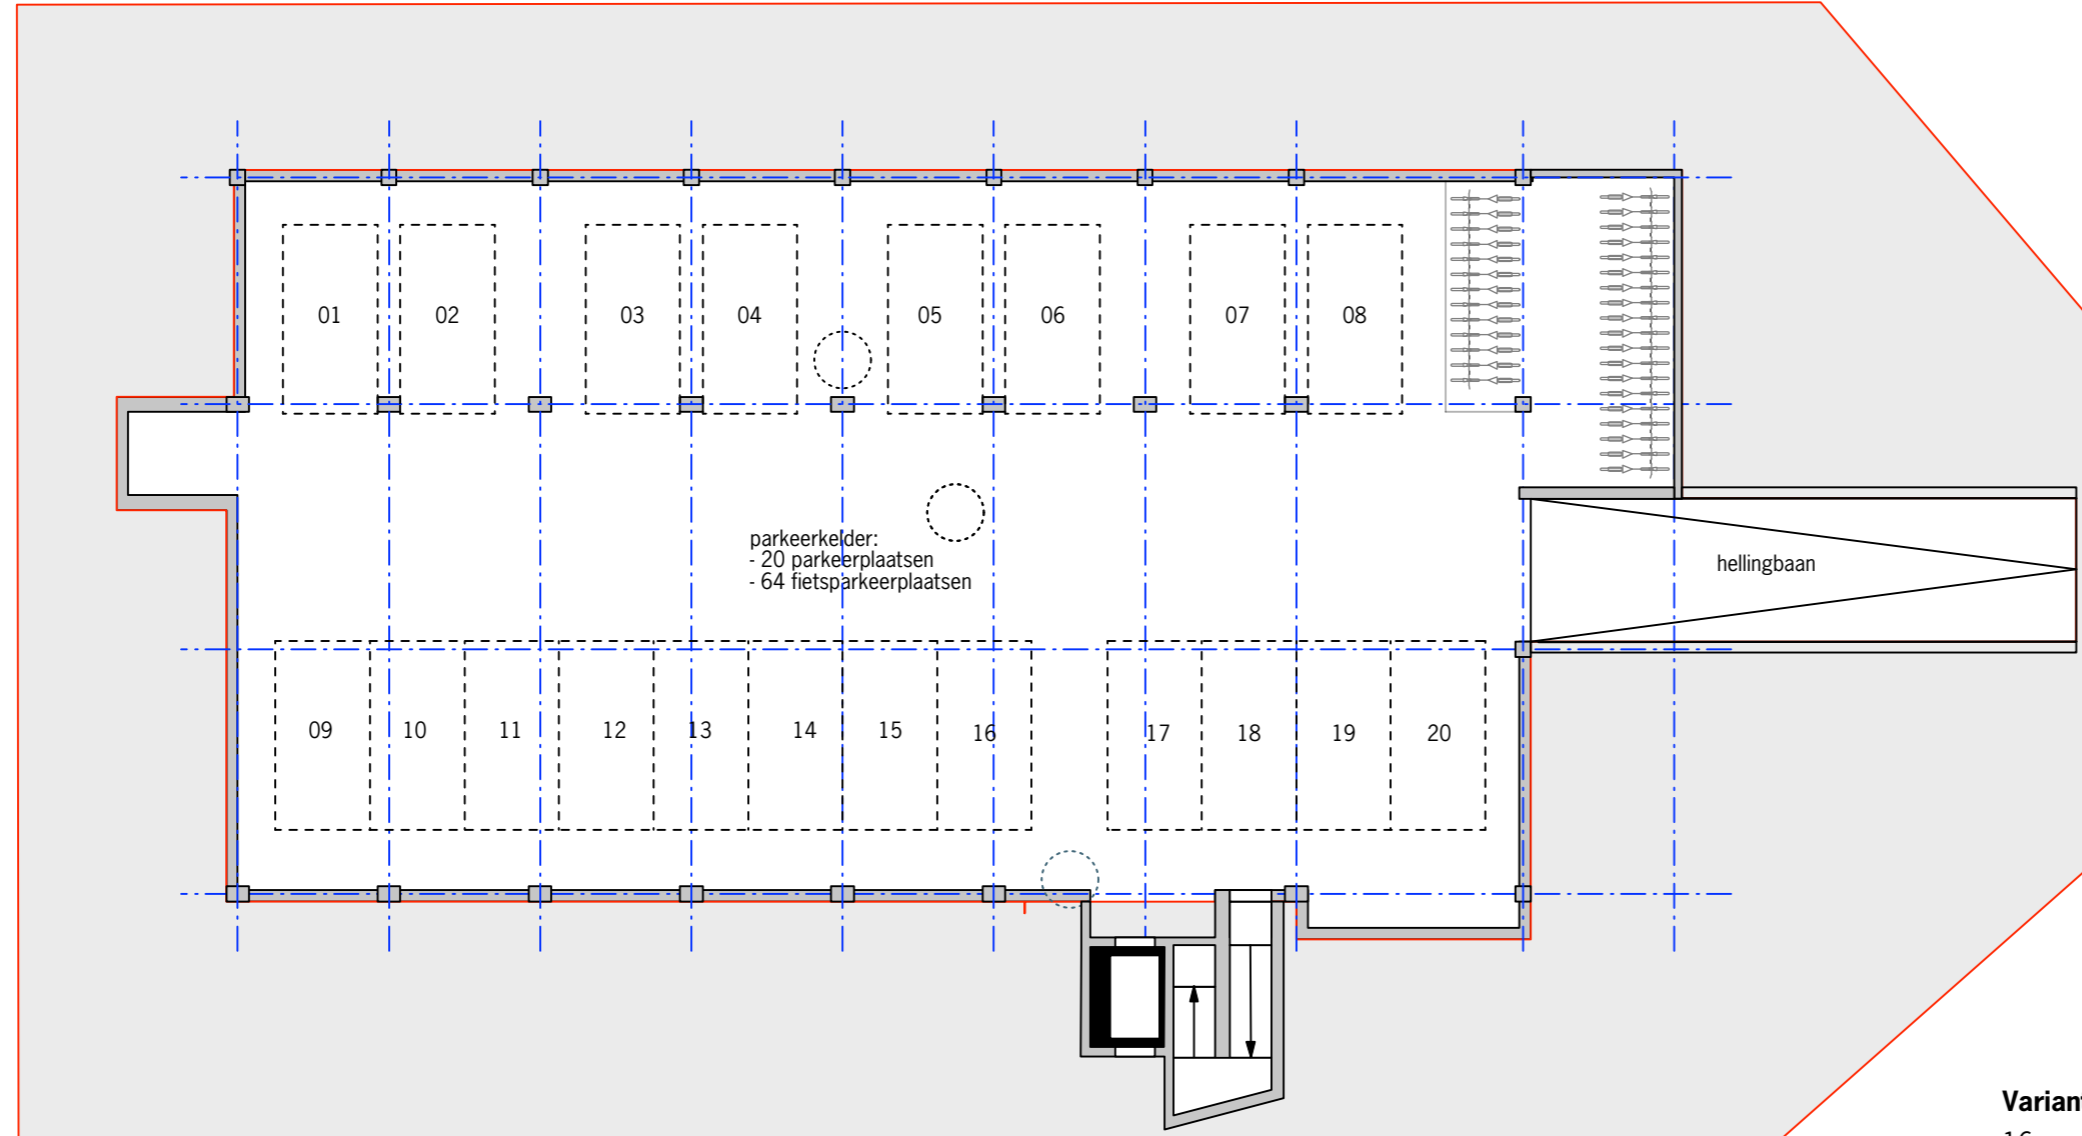 01 02 03 04 05 06 07 08
parkeerkelder:
- 20 parkeerplaatsen
- 64 fietsparkeerplaatsen
hellingbaan
09 10 11 12 13 14 15 16 17 18 19 20
Variant